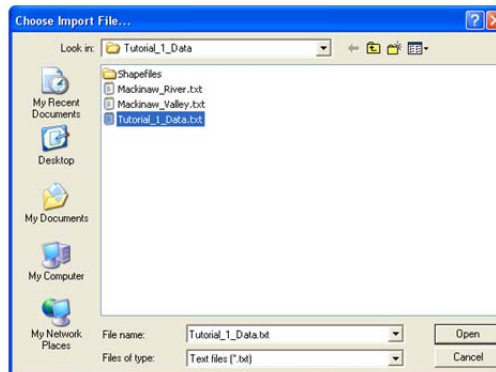 Choose Import File...
Look in: Tutorial_1_Data
Shapefiles
Mackinaw_River.txt
Mackinaw_Valley.txt
Tutorial_1_Data.txt
My Recent
Documents
Desktop
My Documents
My Computer
My Network
Places
File name: Tutorial_1_Data.txt Open
Files of type: Text files (*.txt) Cancel